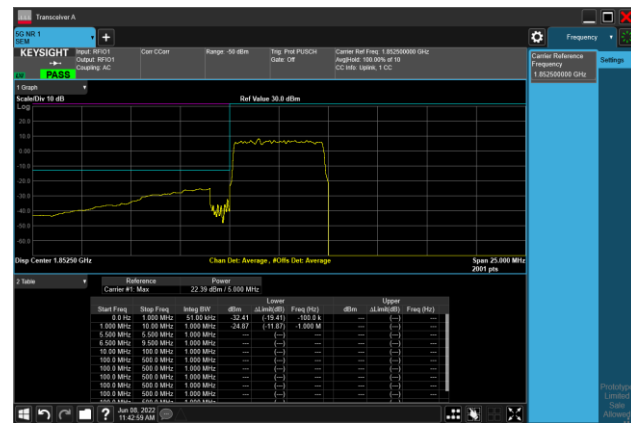 Transceiver A
5G NR 1
SEM
Frequency
KEYSIGHT
Input: RFIO1
Output: RFIO1
Coupling: AC
Corr CCorr
Range: -50 dBm
Trig: Prot PUSCH
Gate: Off
Carrier Ref Freq: 1.852500000 GHz
Avg|Hold: 100.00% of 10
CC Info: Uplink, 1 CC
LV
PASS
Carrier Reference
Frequency
1.852500000 GHz
Settings
1 Graph
Scale/Div 10 dB
Ref Value 30.0 dBm
Log
20.0
10.0
0.00
-10.0
-20.0
-30.0
-40.0
-50.0
-60.0
Disp Center 1.85250 GHz
Chan Det: Average, #Offs Det: Average
Span 25.000 MHz
2001 pts
2 Table
Reference Power
Carrier #1: Max 22.39 dBm / 5.000 MHz
Lower Upper
Start Freq Stop Freq Integ BW dBm ΔLimit(dB) Freq (Hz) dBm ΔLimit(dB) Freq (Hz)
0.0 Hz 1.000 MHz 51.00 kHz -32.41 (-19.41) -100.0 k --- (---) ---
1.000 MHz 10.00 MHz 1.000 MHz -24.87 (-11.87) -1.000 M --- (---) ---
5.500 MHz 5.500 MHz 1.000 MHz --- (---) --- --- (---) ---
6.500 MHz 9.500 MHz 1.000 MHz --- (---) --- --- (---) ---
10.00 MHz 100.0 MHz 1.000 MHz --- (---) --- --- (---) ---
100.0 MHz 500.0 MHz 1.000 MHz --- (---) --- --- (---) ---
100.0 MHz 500.0 MHz 1.000 MHz --- (---) --- --- (---) ---
100.0 MHz 500.0 MHz 1.000 MHz --- (---) --- --- (---) ---
100.0 MHz 500.0 MHz 1.000 MHz --- (---) --- --- (---) ---
100.0 MHz 500.0 MHz 1.000 MHz --- (---) --- --- (---) ---
Prototype
Limited
Sale
Allowed
Jun 08, 2022
11:42:59 AM